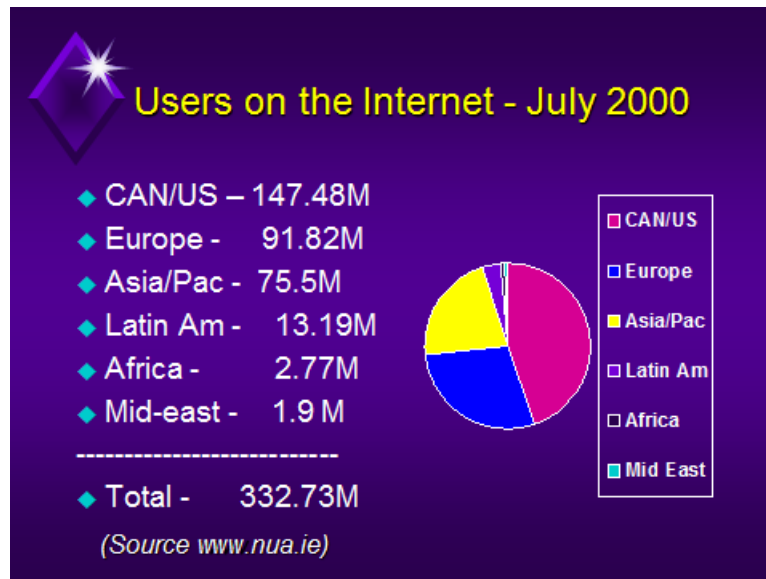 Users on the Internet - July 2000
CAN/US – 147.48M
Europe - 91.82M
Asia/Pac - 75.5M
Latin Am - 13.19M
Africa - 2.77M
Mid-east - 1.9 M
---------------------------
Total - 332.73M
(Source www.nua.ie)
CAN/US
Europe
Asia/Pac
Latin Am
Africa
Mid East